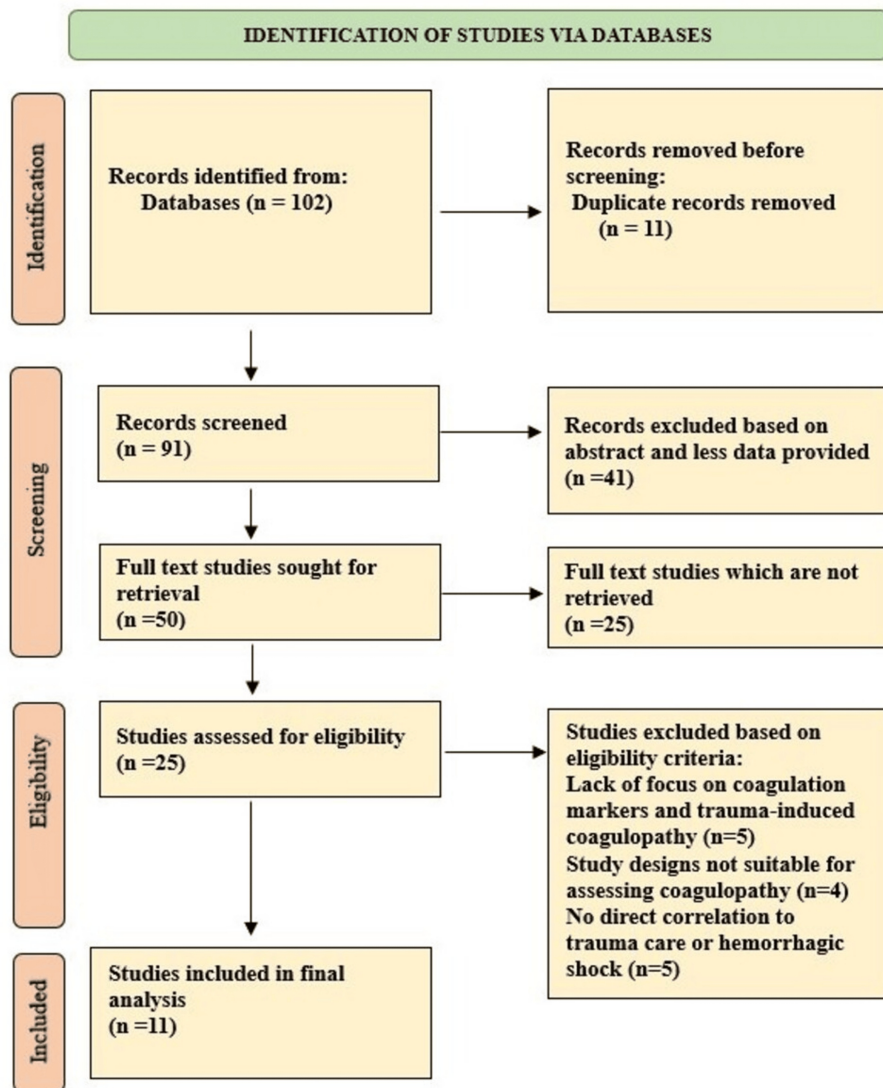 IDENTIFICATION OF STUDIES VIA DATABASES
Identification
Records identified from:
Databases (n = 102)
Records removed before
screening:
Duplicate records removed
(n = 11)
Screening
Records screened
(n = 91)
Records excluded based on
abstract and less data provided
(n =41)
Full text studies sought for
retrieval
(n =50)
Full text studies which are not
retrieved
(n =25)
Eligibility
Studies assessed for eligibility
(n =25)
Studies excluded based on
eligibility criteria:
Lack of focus on coagulation
markers and trauma-induced
coagulopathy (n=5)
Study designs not suitable for
assessing coagulopathy (n=4)
No direct correlation to
trauma care or hemorrhagic
shock (n=5)
Included
Studies included in final
analysis
(n =11)